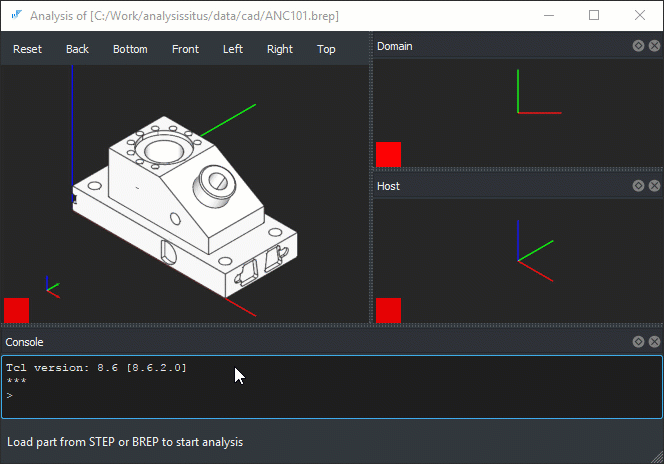 Analysis of [C:/Work/analysissitus/data/cad/ANC101.brep]
Reset Back Bottom Front Left Right Top
Domain
Host
Console
Tcl version: 8.6 [8.6.2.0]
***
>
Load part from STEP or BREP to start analysis